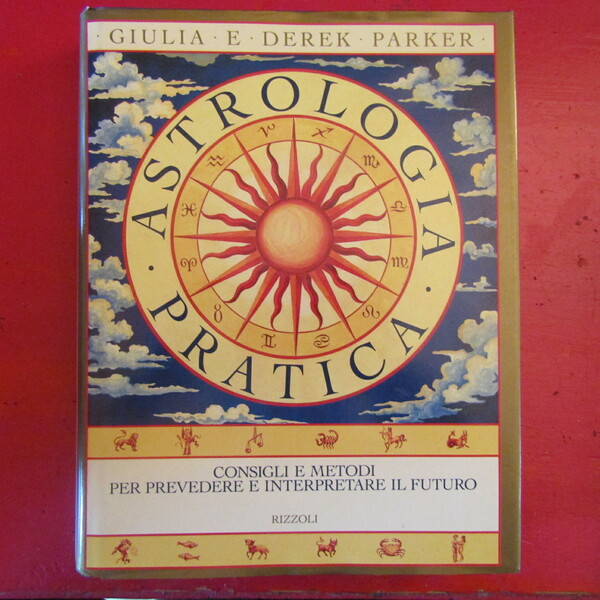 · GIULIA · E · DEREK · PARKER ·
· ASTROLOGIA ·
PRATICA
CONSIGLI E METODI
PER PREVEDERE E INTERPRETARE IL FUTURO
RIZZOLI